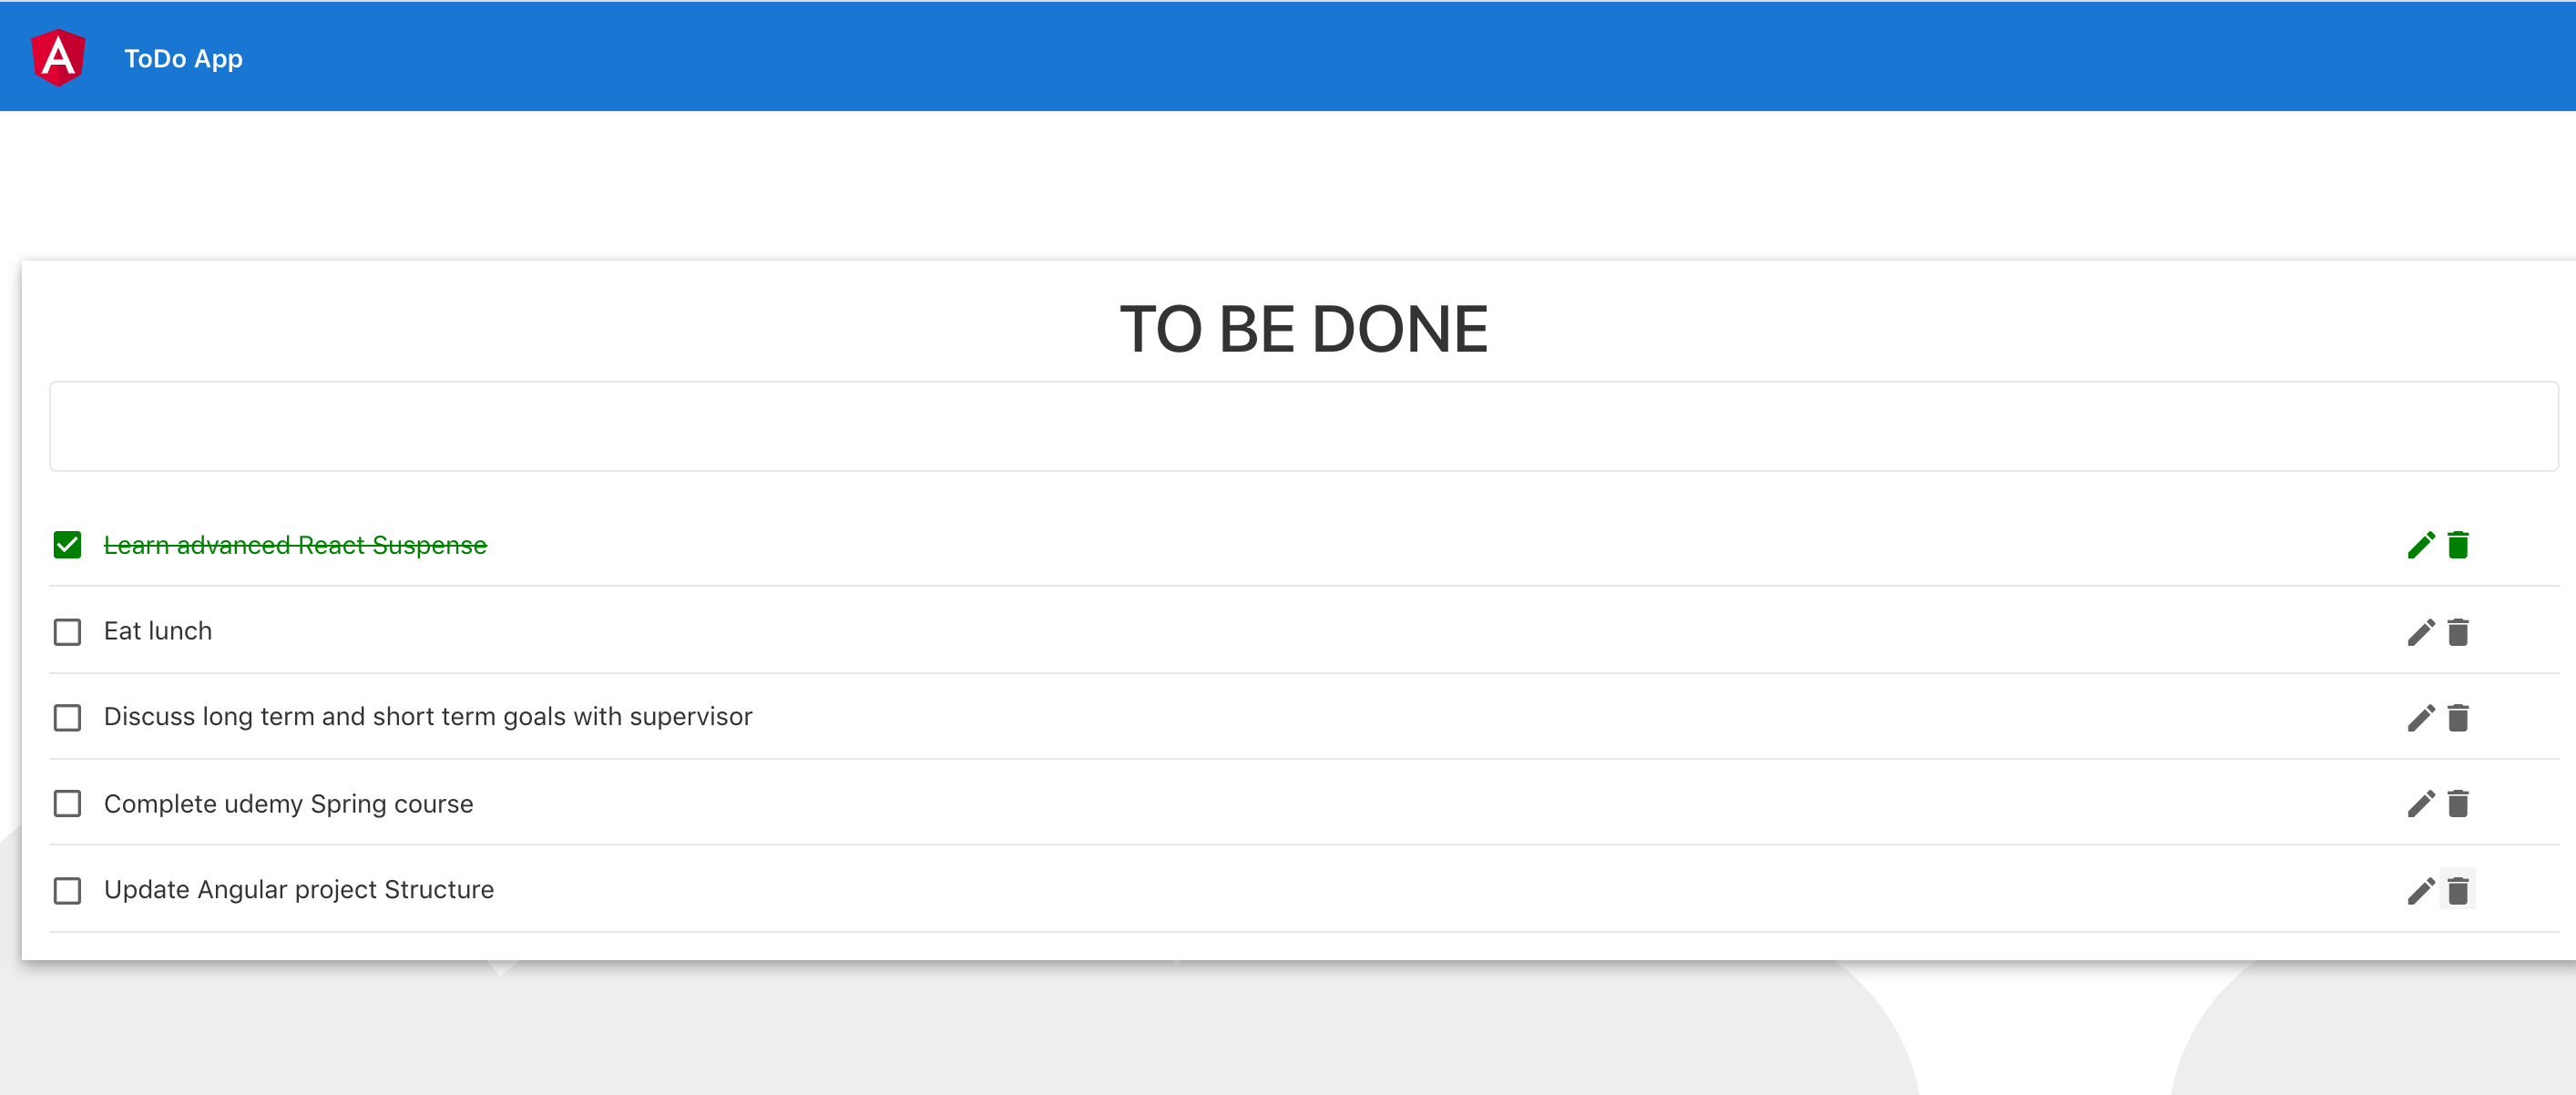 A
ToDo App
TO BE DONE
Learn advanced React Suspense
Eat lunch
Discuss long term and short term goals with supervisor
Complete udemy Spring course
Update Angular project Structure